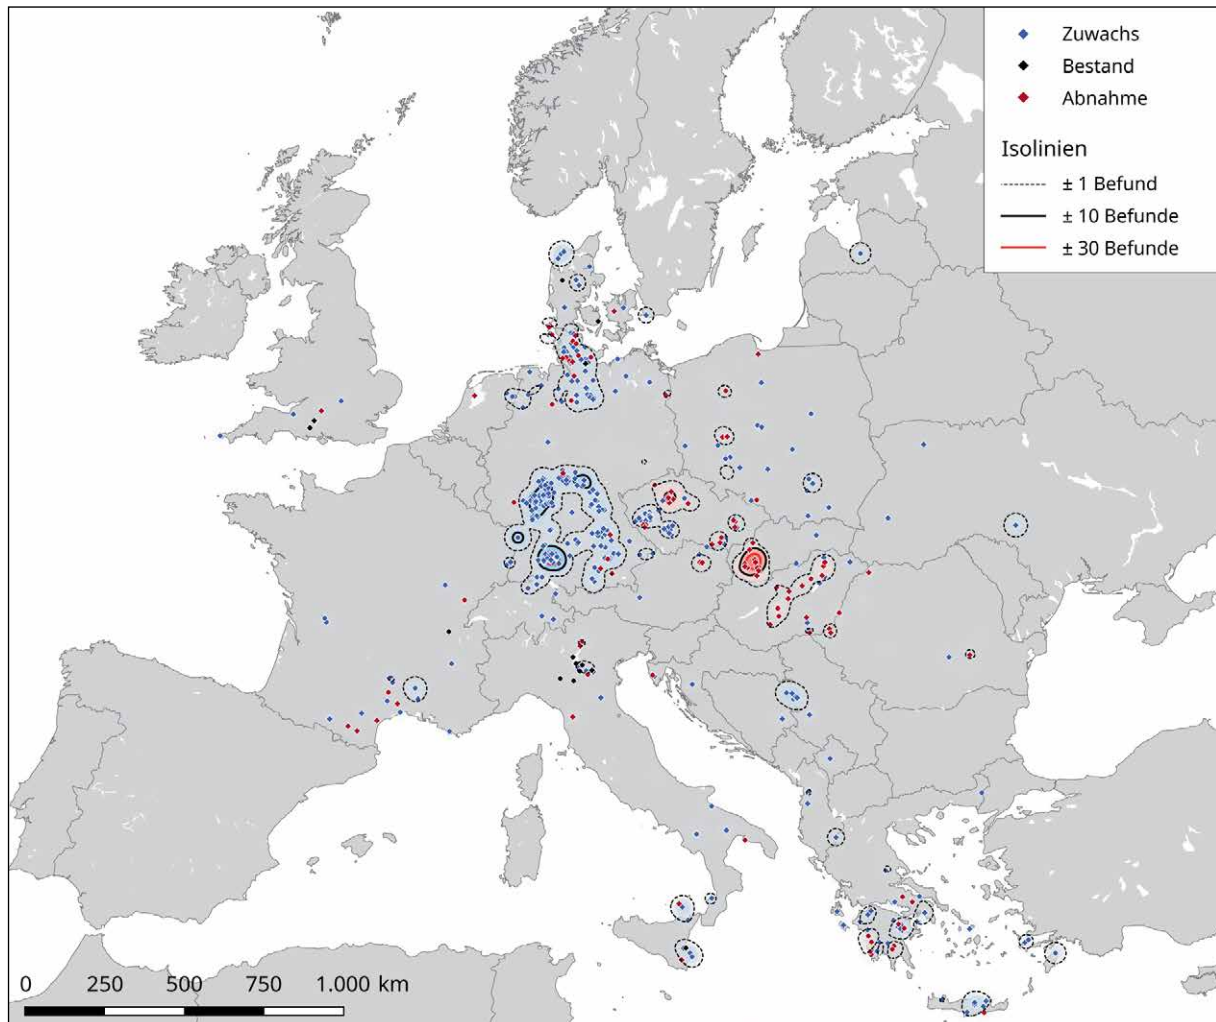 Zuwachs
Bestand
Abnahme
Isolinien
± 1 Befund
± 10 Befunde
± 30 Befunde
0 250 500 750 1.000 km